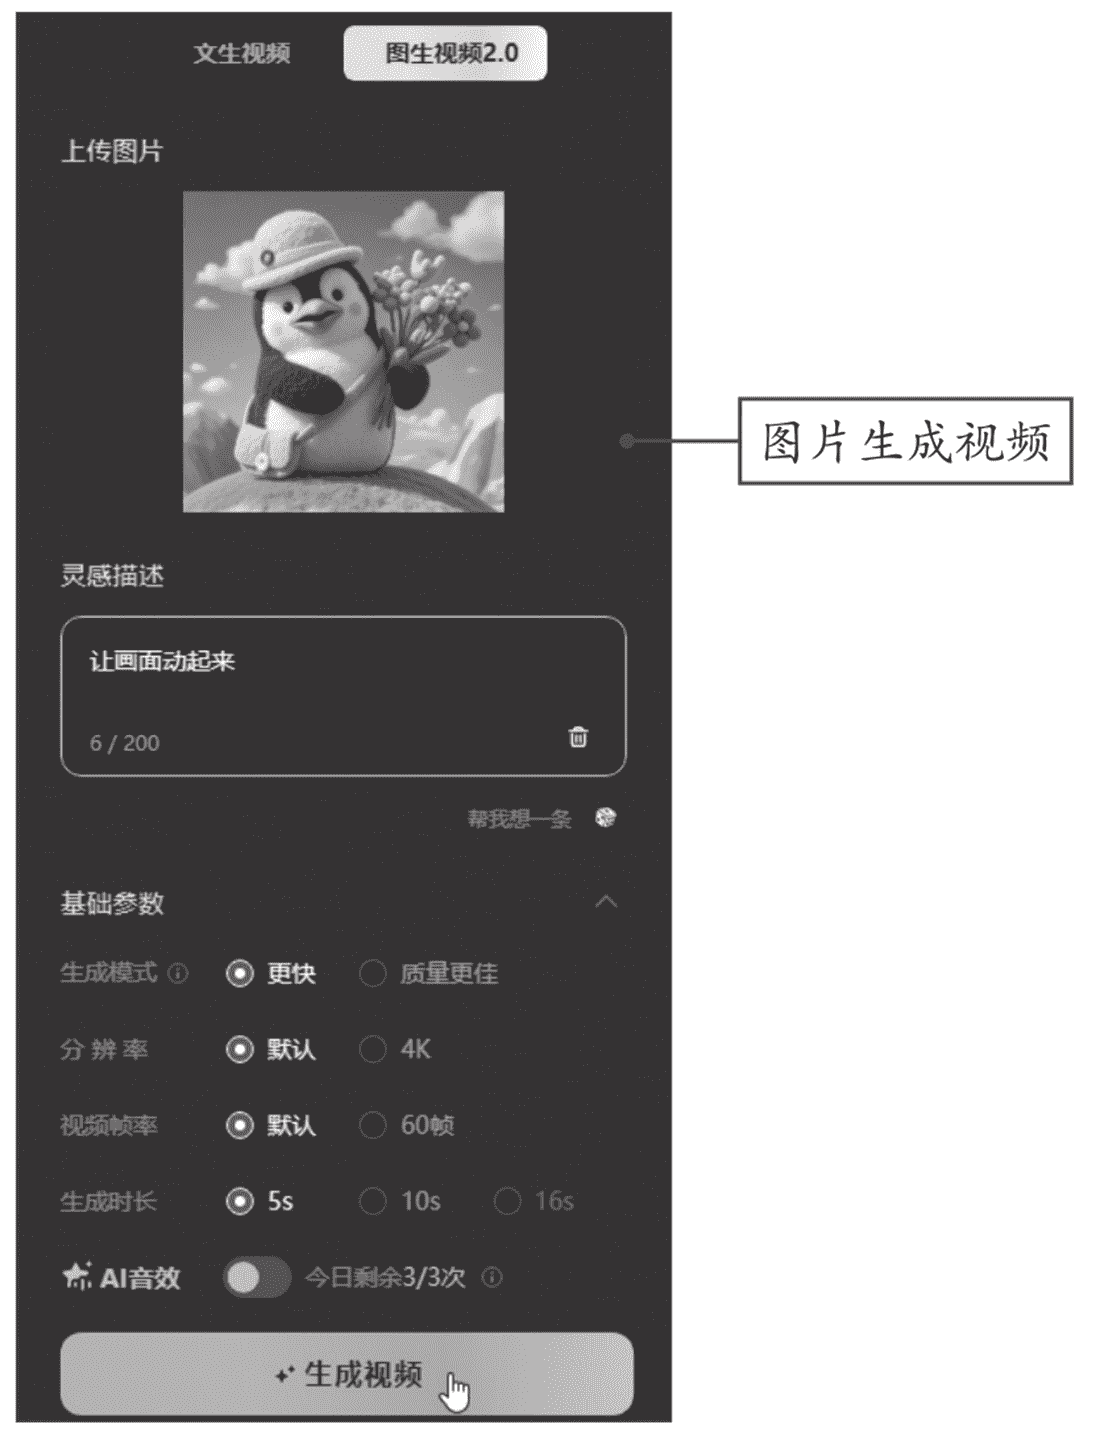 文生视频 图生视频2.0
上传图片
图片生成视频
灵感描述
让画面动起来
6 / 200
帮我想一条
基础参数
生成模式 更快 质量更佳
分辨率 默认 4K
视频帧率 默认 60帧
生成时长 5s 10s 16s
AI音效 今日剩余3/3次
生成视频